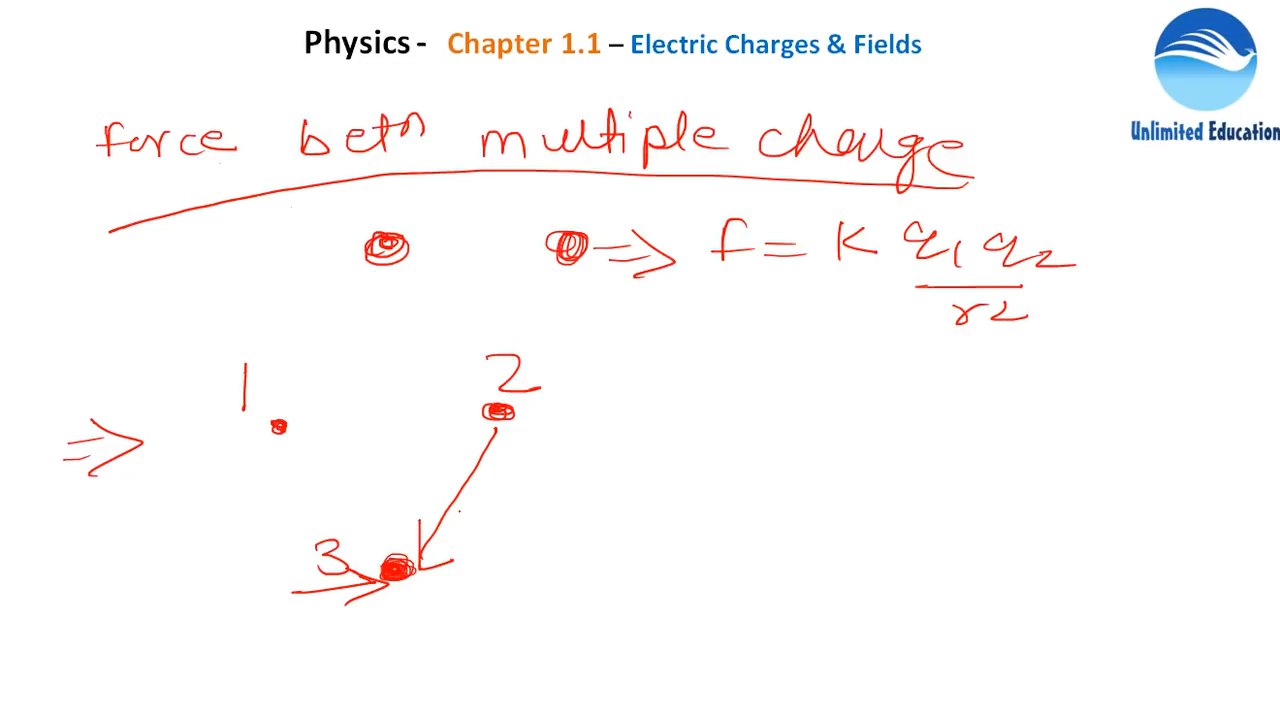 Physics - Chapter 1.1 – Electric Charges & Fields
Unlimited Education
force betn multiple charge
⇒ f = K q1 q2 / r2
1
2
⇒
3